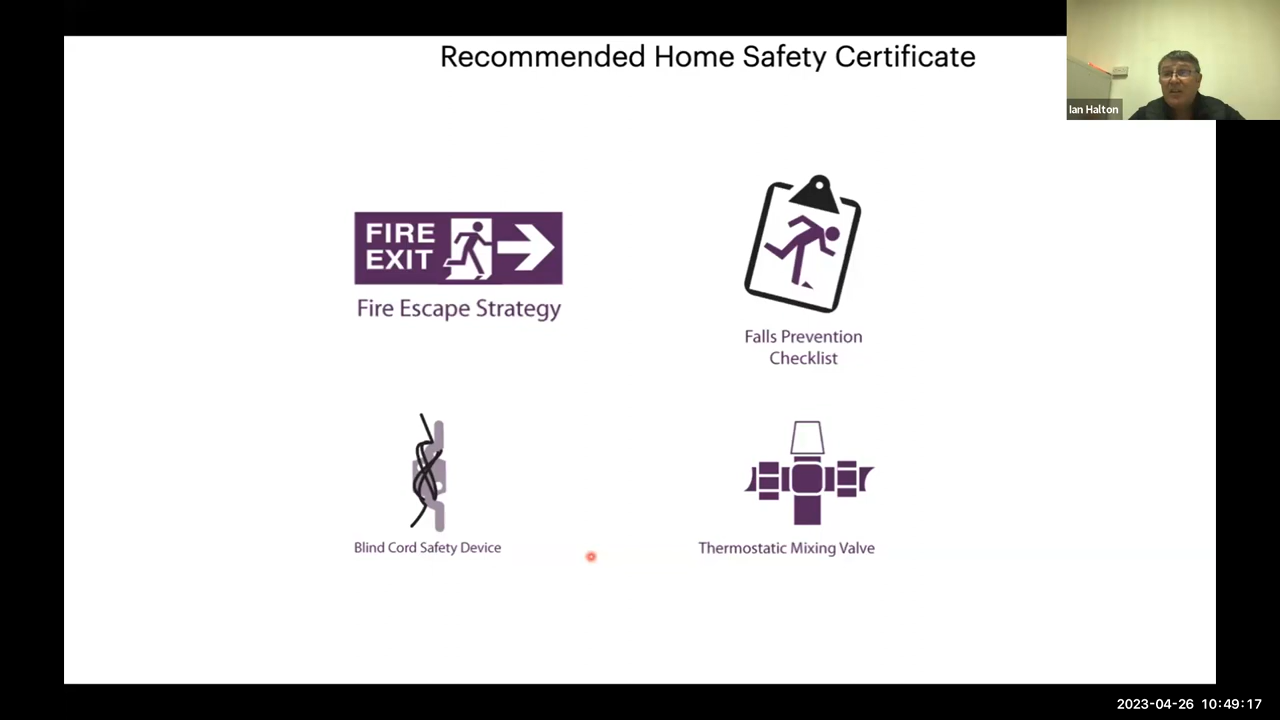 Recommended Home Safety Certificate
Ian Halton
FIRE
EXIT
Fire Escape Strategy
Falls Prevention
Checklist
Blind Cord Safety Device
Thermostatic Mixing Valve
2023-04-26 10:49:17